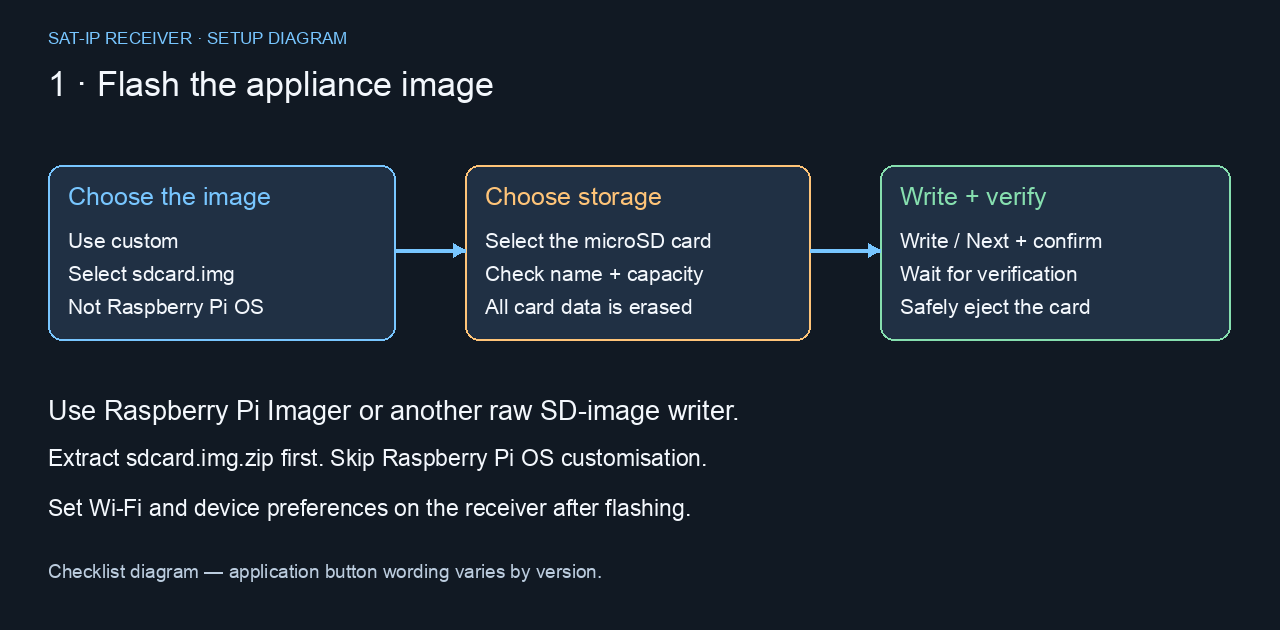 SAT-IP RECEIVER · SETUP DIAGRAM
1 · Flash the appliance image
Choose the image
Use custom
Select sdcard.img
Not Raspberry Pi OS
Choose storage
Select the microSD card
Check name + capacity
All card data is erased
Write + verify
Write / Next + confirm
Wait for verification
Safely eject the card
Use Raspberry Pi Imager or another raw SD-image writer.
Extract sdcard.img.zip first. Skip Raspberry Pi OS customisation.
Set Wi-Fi and device preferences on the receiver after flashing.
Checklist diagram — application button wording varies by version.